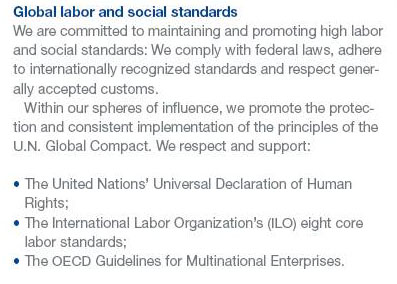 Global labor and social standards
We are committed to maintaining and promoting high labor
and social standards: We comply with federal laws, adhere
to internationally recognized standards and respect gener-
ally accepted customs.
Within our spheres of influence, we promote the protec-
tion and consistent implementation of the principles of the
U.N. Global Compact. We respect and support:
• The United Nations' Universal Declaration of Human
Rights;
• The International Labor Organization's (ILO) eight core
labor standards;
• The OECD Guidelines for Multinational Enterprises.